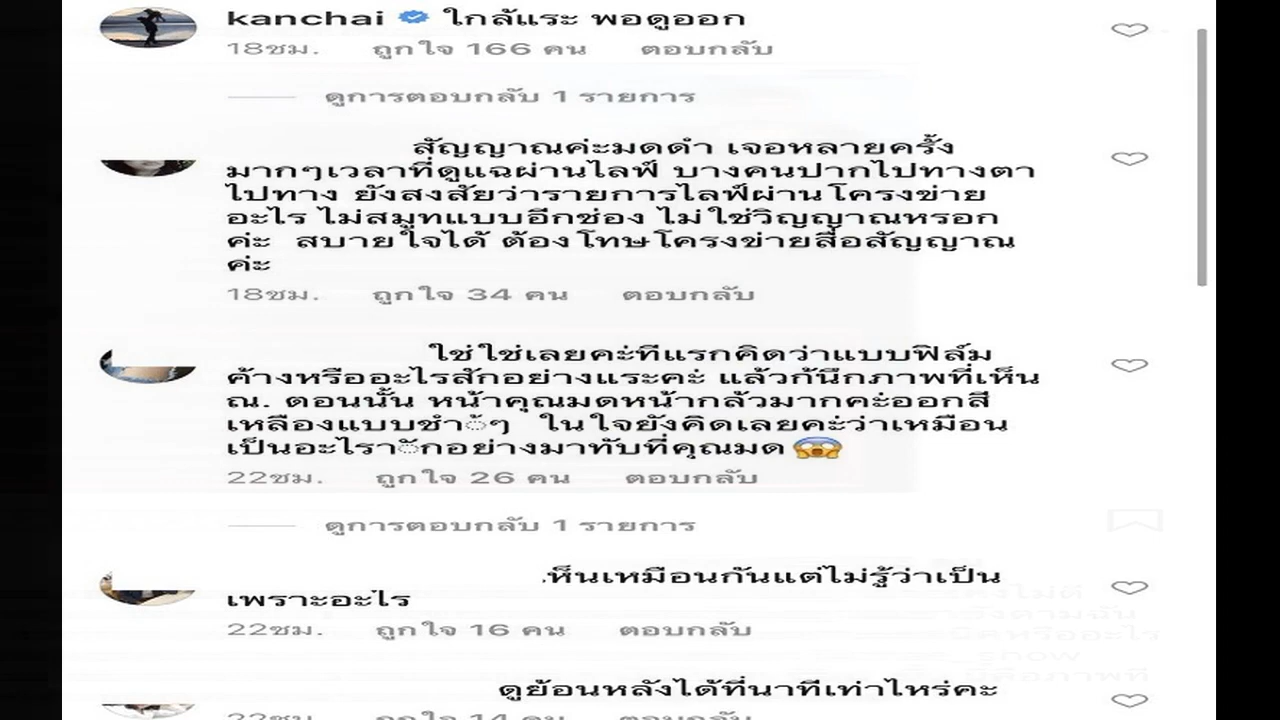 kanchai ใกล้แระ พอดูออก
18ชม. ถูกใจ 166 คน ตอบกลับ
ดูการตอบกลับ 1 รายการ
สัญญาณค่ะมดดำ เจอหลายครั้ง
มากๆเวลาที่ดูแฉผ่านไลฟ์ บางคนปากไปทางตา
ไปทาง ยังสงสัยว่ารายการไลฟ์ผ่านโครงข่าย
อะไร ไม่สมูทแบบอีกช่อง ไม่ใช่วิญญาณหรอก
ค่ะ สบายใจได้ ต้องโทษโครงข่ายสื่อสัญญาณ
ค่ะ
18ชม. ถูกใจ 34 คน ตอบกลับ
ใช่ใช่เลยคะ่ทีแรกคิดว่าแบบฟิล์ม
ค้างหรืออะไรสักอย่างแระคะ่ แล้วก้นึกภาพที่เห็น
ณ. ตอนนั้น หน้าคุณมดหน้ากลัวมากคะ่ออกสี
เหลืองแบบชำ้ๆ ในใจยังคิดเลยคะ่ว่าเหมือน
เป็นอะไราักอย่างมาทับที่คุณมด 😱
22ชม. ถูกใจ 26 คน ตอบกลับ
ดูการตอบกลับ 1 รายการ
เห็นเหมือนกันแต่ไม่รู้ว่าเป็น
เพราะอะไร
22ชม. ถูกใจ 16 คน ตอบกลับ
ดูย้อนหลังได้ที่นาทีเท่าไหร่คะ
22ชม. ถูกใจ 14 คน ตอบกลับ